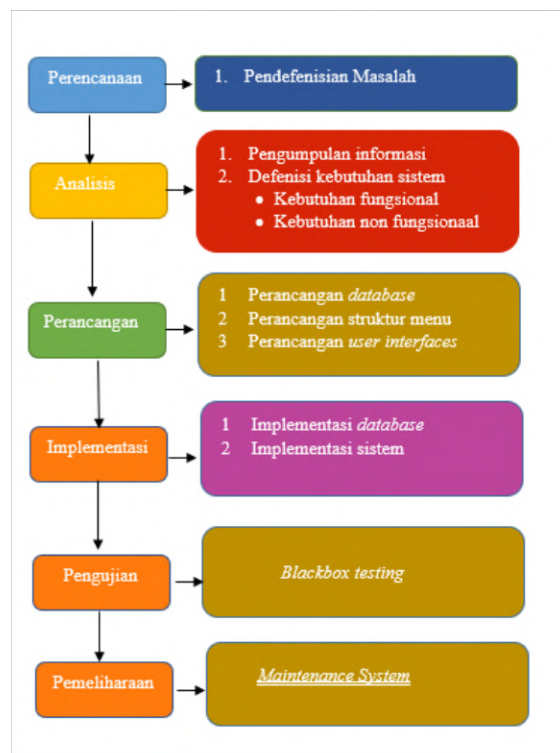 Perencanaan
1. Pendefenisian Masalah
Analisis
1. Pengumpulan informasi
2. Defenisi kebutuhan sistem
• Kebutuhan fungsional
• Kebutuhan non fungsionaal
Perancangan
1 Perancangan database
2 Perancangan struktur menu
3 Perancangan user interfaces
Implementasi
1 Implementasi database
2 Implementasi sistem
Pengujian
Blackbox testing
Pemeliharaan
Maintenance System